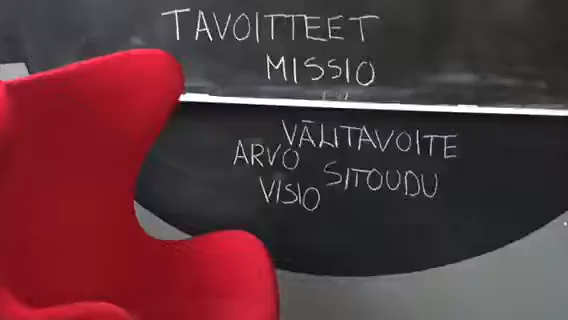 TAVOITTEET
MISSIO
VÄLITAVOITE
ARVO
SITOUDU
VISIO